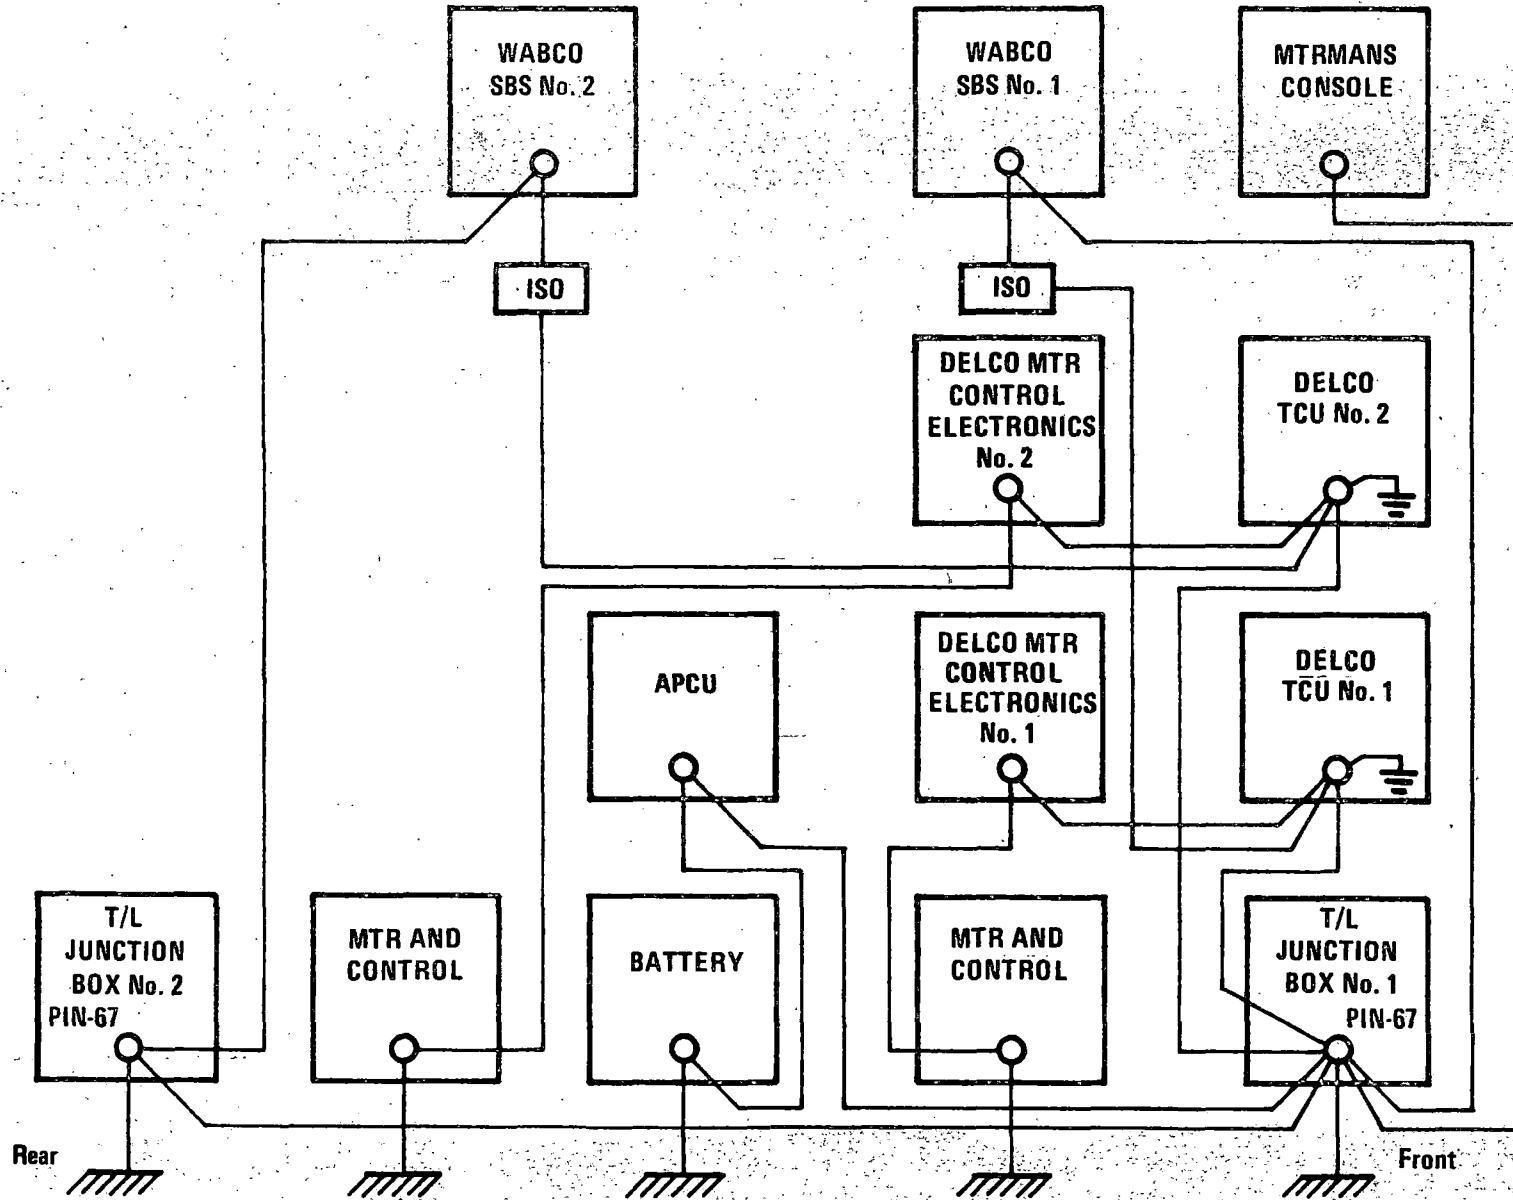 WABCO
SBS No. 2
WABCO
SBS No. 1
MTRMANS
CONSOLE
ISO
ISO
DELCO MTR
CONTROL
ELECTRONICS
No. 2
DELCO
TCU No. 2
APCU
DELCO MTR
CONTROL
ELECTRONICS
No. 1
DELCO
TCU No. 1
T/L
JUNCTION
BOX No. 2
PIN-67
MTR AND
CONTROL
BATTERY
MTR AND
CONTROL
T/L
JUNCTION
BOX No. 1
PIN-67
Rear
Front